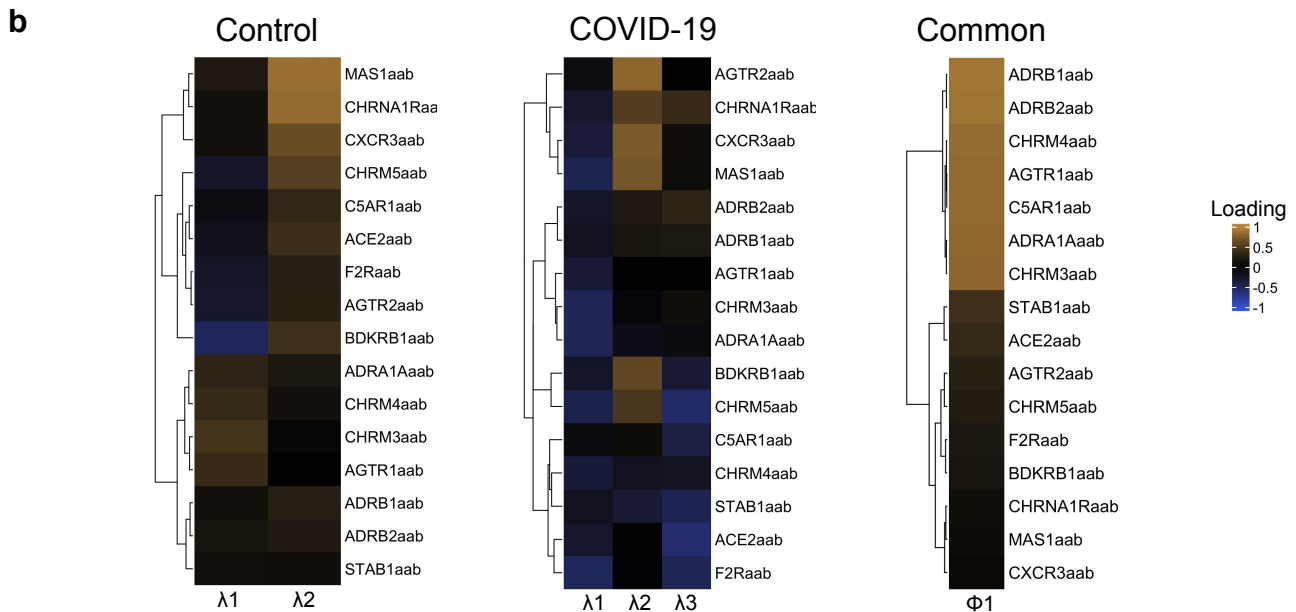 b
Control
MAS1aab
CHRNA1Raa
CXCR3aab
CHRM5aab
C5AR1aab
ACE2aab
F2Raab
AGTR2aab
BDKRB1aab
ADRA1Aaab
CHRM4aab
CHRM3aab
AGTR1aab
ADRB1aab
ADRB2aab
STAB1aab
λ1 λ2
COVID-19
AGTR2aab
CHRNA1Raab
CXCR3aab
MAS1aab
ADRB2aab
ADRB1aab
AGTR1aab
CHRM3aab
ADRA1Aaab
BDKRB1aab
CHRM5aab
C5AR1aab
CHRM4aab
STAB1aab
ACE2aab
F2Raab
λ1 λ2 λ3
Common
ADRB1aab
ADRB2aab
CHRM4aab
AGTR1aab
C5AR1aab
ADRA1Aaab
CHRM3aab
STAB1aab
ACE2aab
AGTR2aab
CHRM5aab
F2Raab
BDKRB1aab
CHRNA1Raab
MAS1aab
CXCR3aab
Φ1
Loading
1
0.5
0
-0.5
-1